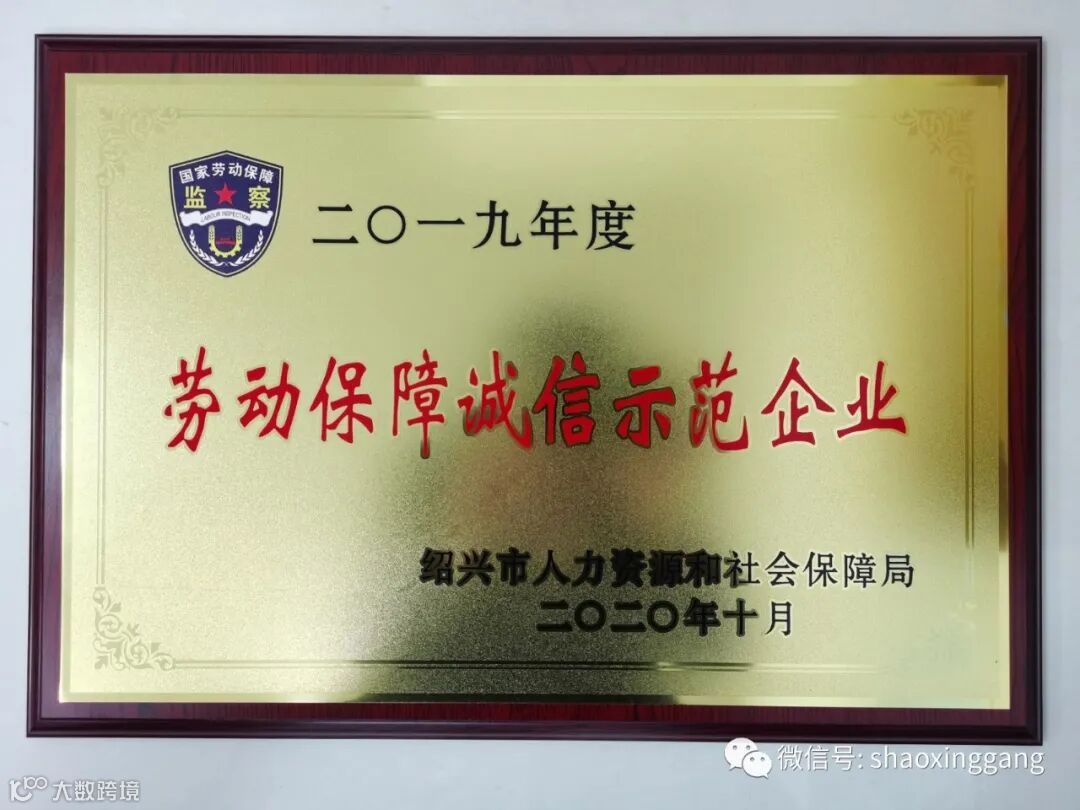 国家劳动保障
监察
LABOUR INSPECTION
二〇一九年度
劳动保障诚信示范企业
绍兴市人力资源和社会保障局
二〇二〇年十月
微信号: shaoxinggang
大数跨境